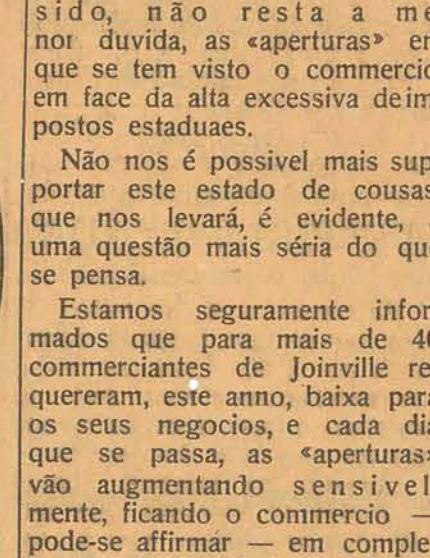 sido, não resta a me
nor duvida, as «aperturas» em
que se tem visto o commercio
em face da alta excessiva de im
postos estaduaes.
Não nos é possivel mais sup
portar este estado de cousas
que nos levará, é evidente,
uma questão mais séria do que
se pensa.
Estamos seguramente infor
mados que para mais de 40
commerciantes de Joinville re
quereram, este anno, baixa para
os seus negocios, e cada dia
que se passa, as «aperturas»
vão augmentando sensivel
mente, ficando o commercio —
pode-se affirmar — em comple